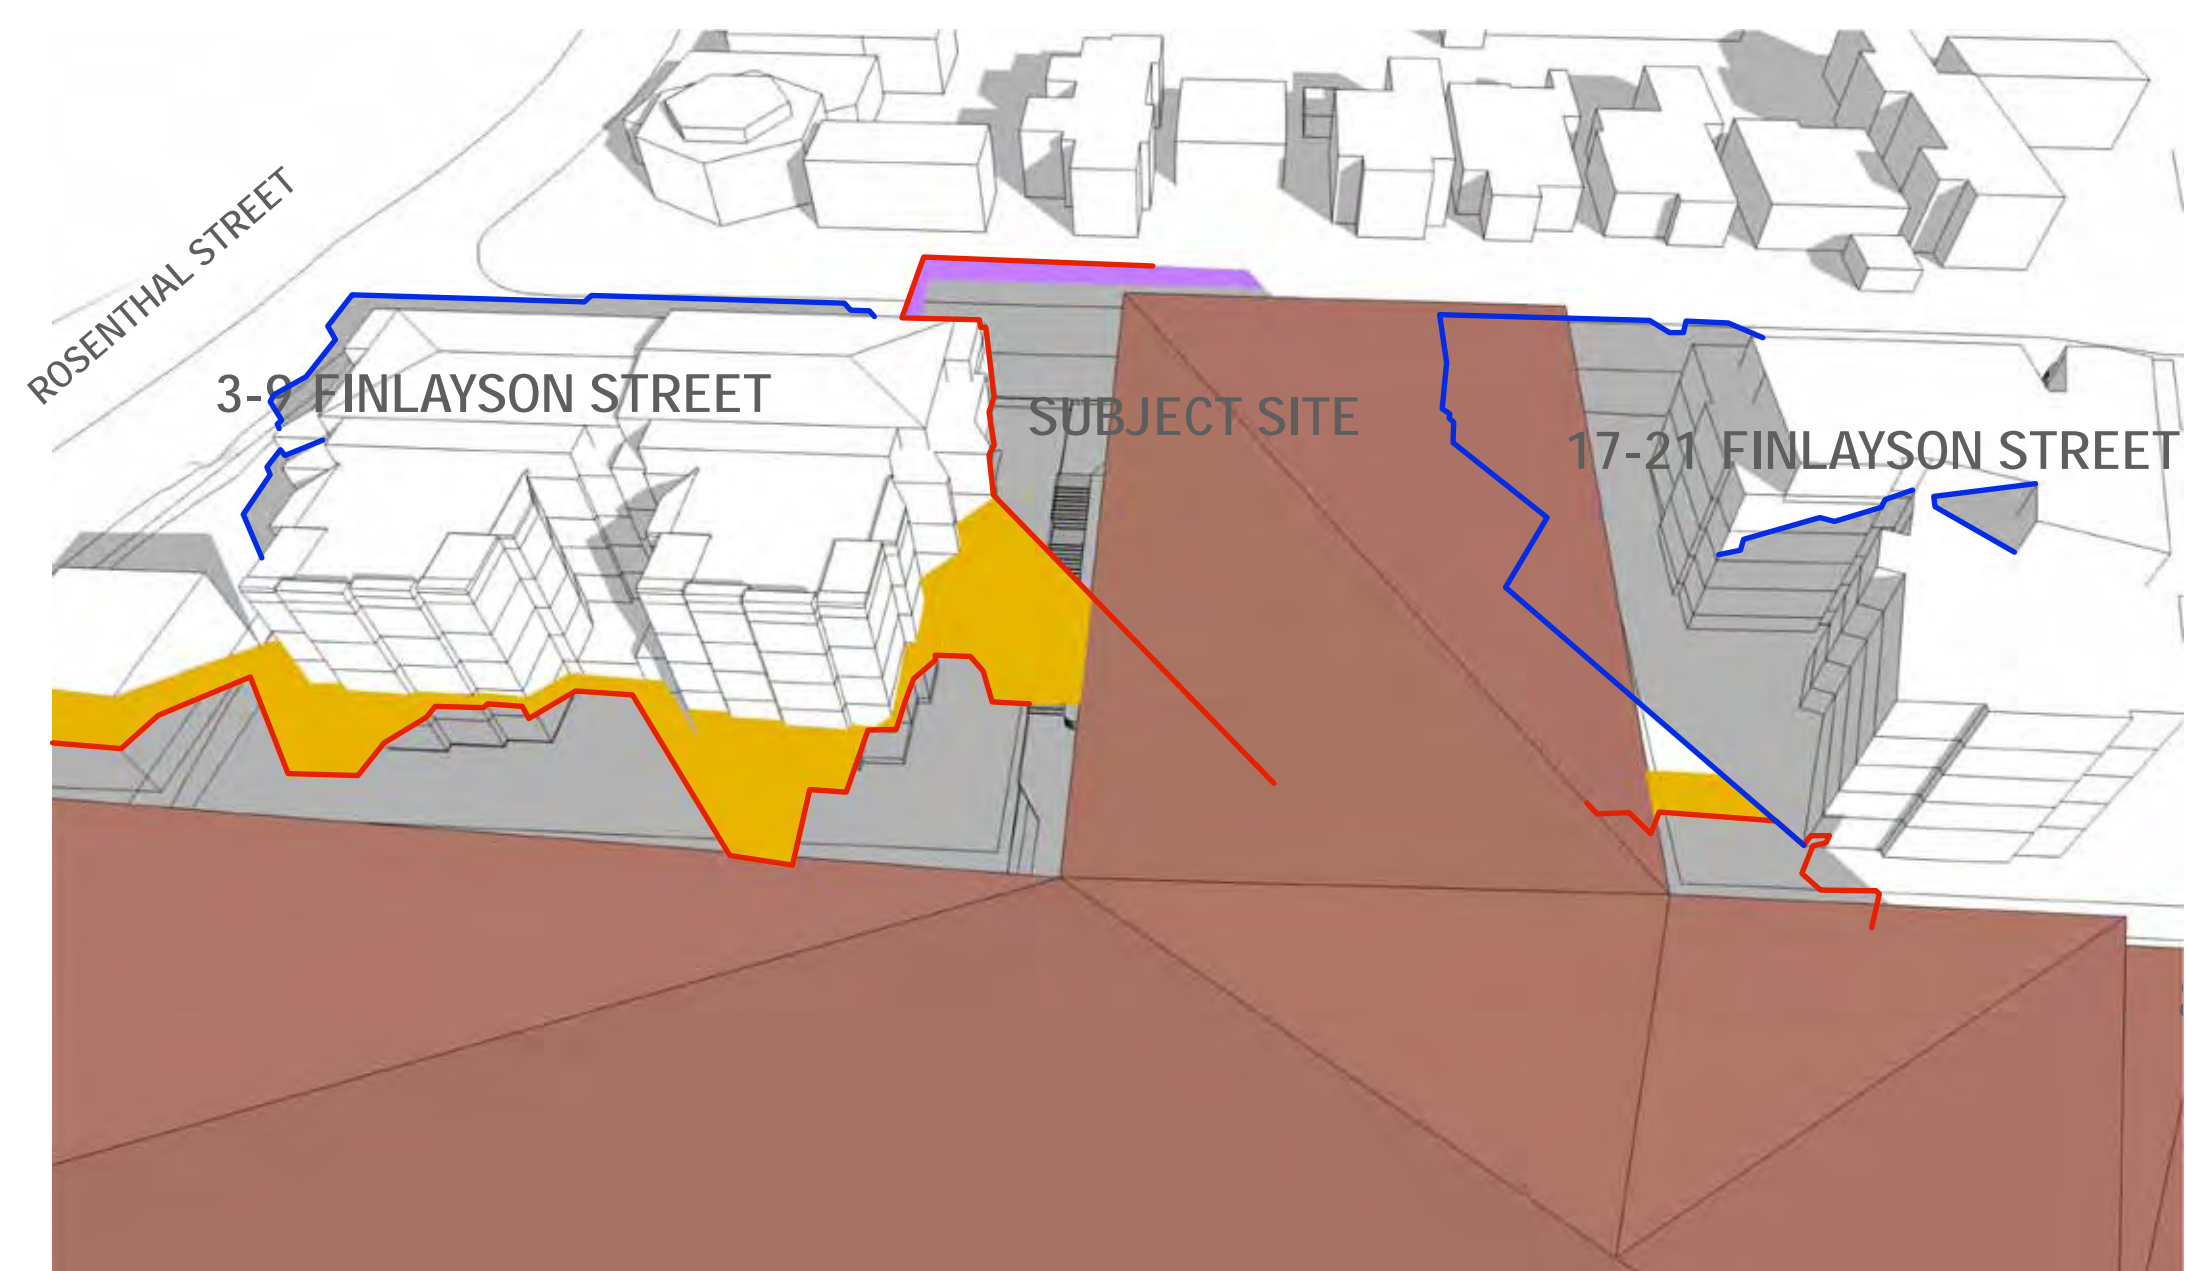 ROSENTHAL STREET
3-9 FINLAYSON STREET
SUBJECT SITE
17-21 FINLAYSON STREET